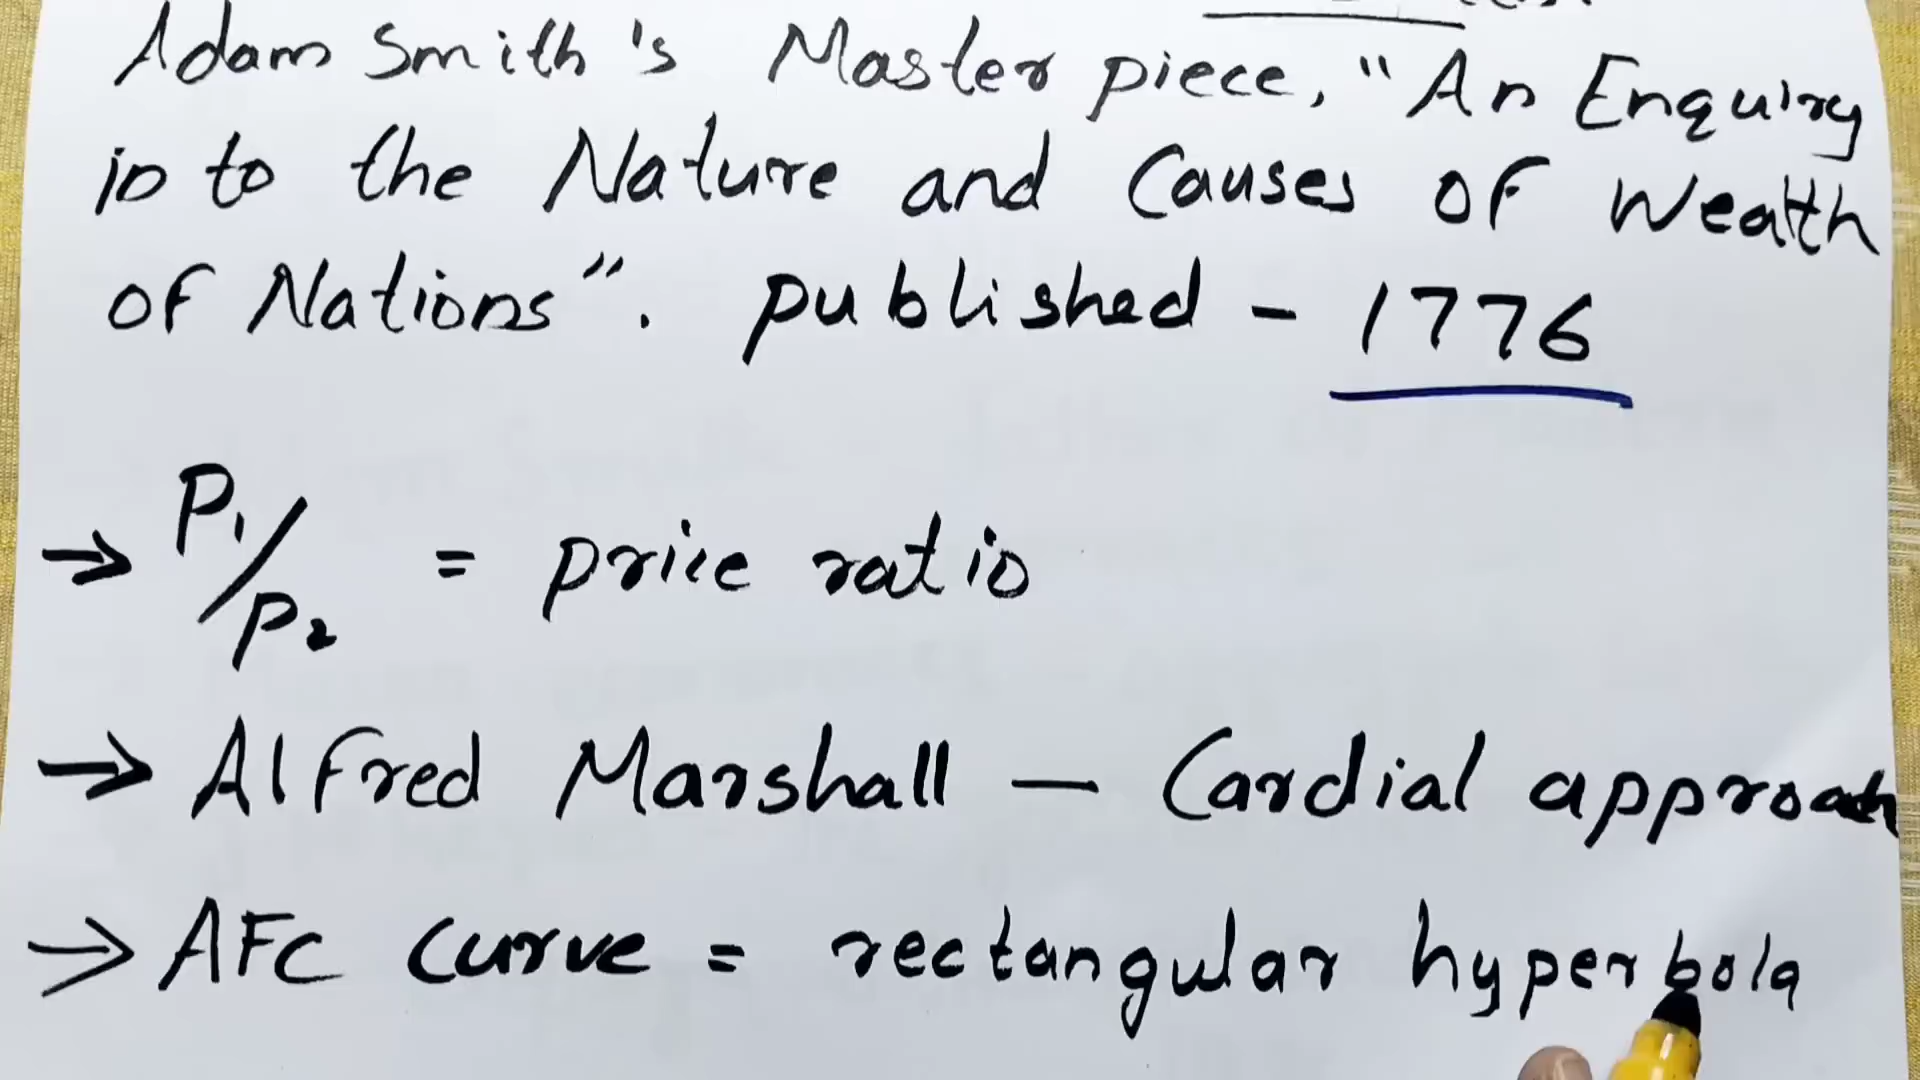 Adam Smith's Master piece, "An Enquiry
in to the Nature and Causes of Wealth
of Nations". published - 1776
→ P1/P2 = price ratio
→ Alfred Marshall – Cardial approach
→ AFC curve = rectangular hyperbola